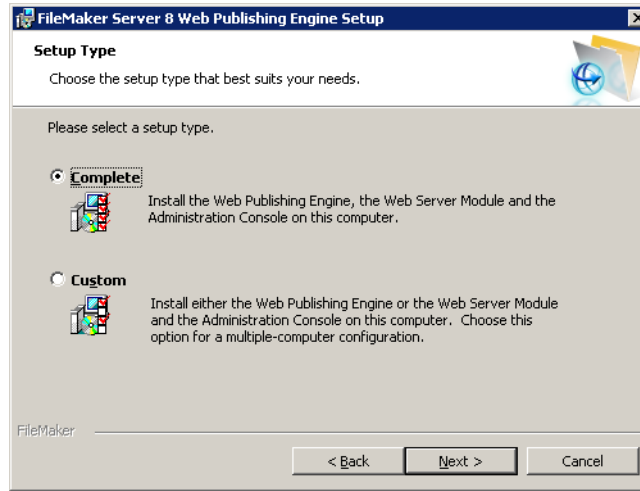 FileMaker Server 8 Web Publishing Engine Setup
Setup Type
Choose the setup type that best suits your needs.
Please select a setup type.
Complete
Install the Web Publishing Engine, the Web Server Module and the
Administration Console on this computer.
Custom
Install either the Web Publishing Engine or the Web Server Module
and the Administration Console on this computer.  Choose this
option for a multiple-computer configuration.
FileMaker
< Back Next > Cancel